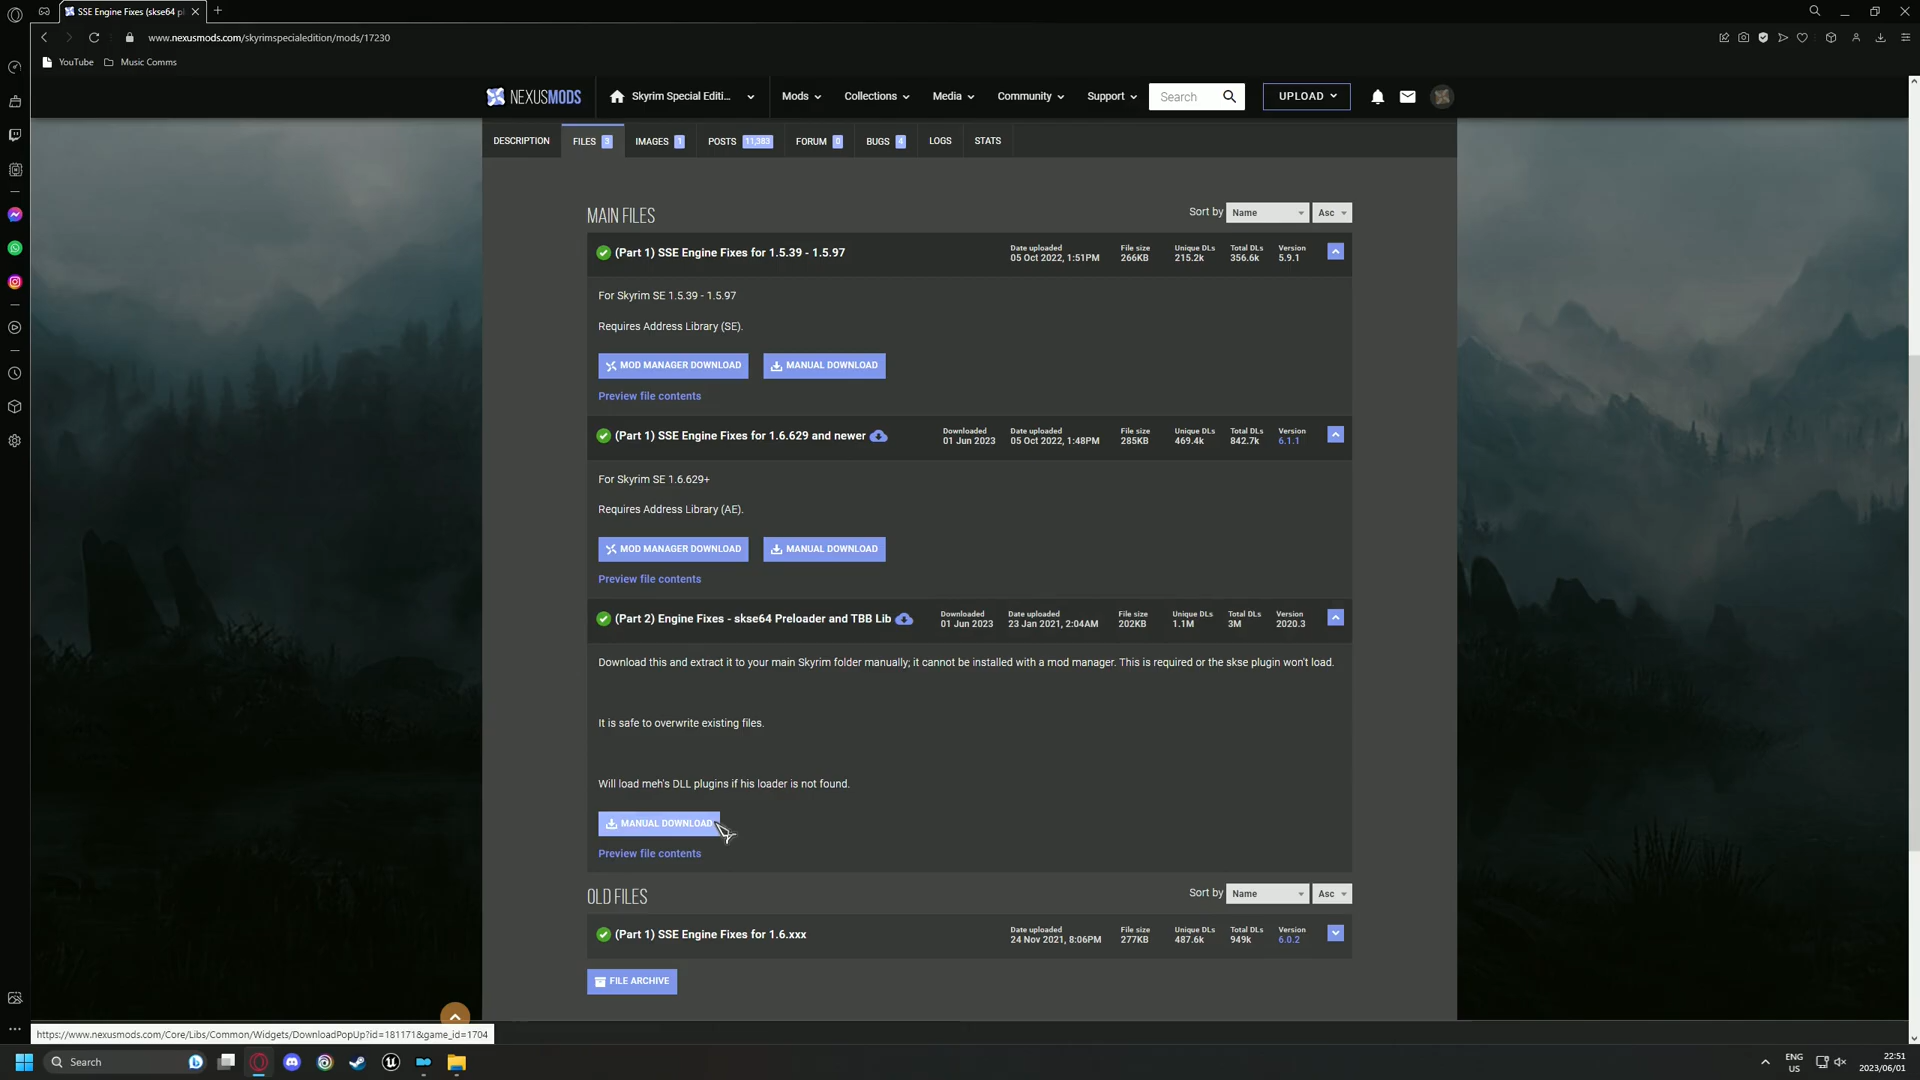 SSE Engine Fixes (skse64 p
www.nexusmods.com/skyrimspecialedition/mods/17230
YouTube Music Comms
NEXUSMODS Skyrim Special Editi... Mods Collections Media Community Support Search UPLOAD
DESCRIPTION FILES 3 IMAGES 1 POSTS 11,383 FORUM 0 BUGS 4 LOGS STATS
MAIN FILES Sort by Name Asc
(Part 1) SSE Engine Fixes for 1.5.39 - 1.5.97 Date uploaded File size Unique DLs Total DLs Version
05 Oct 2022, 1:51PM 266KB 215.2k 356.6k 5.9.1
For Skyrim SE 1.5.39 - 1.5.97
Requires Address Library (SE).
MOD MANAGER DOWNLOAD MANUAL DOWNLOAD
Preview file contents
(Part 1) SSE Engine Fixes for 1.6.629 and newer Downloaded Date uploaded File size Unique DLs Total DLs Version
01 Jun 2023 05 Oct 2022, 1:48PM 285KB 469.4k 842.7k 6.1.1
For Skyrim SE 1.6.629+
Requires Address Library (AE).
MOD MANAGER DOWNLOAD MANUAL DOWNLOAD
Preview file contents
(Part 2) Engine Fixes - skse64 Preloader and TBB Lib Downloaded Date uploaded File size Unique DLs Total DLs Version
01 Jun 2023 23 Jan 2021, 2:04AM 202KB 1.1M 3M 2020.3
Download this and extract it to your main Skyrim folder manually; it cannot be installed with a mod manager. This is required or the skse plugin won't load.
It is safe to overwrite existing files.
Will load meh's DLL plugins if his loader is not found.
MANUAL DOWNLOAD
Preview file contents
OLD FILES Sort by Name Asc
(Part 1) SSE Engine Fixes for 1.6.xxx Date uploaded File size Unique DLs Total DLs Version
24 Nov 2021, 8:06PM 277KB 487.6k 949k 6.0.2
FILE ARCHIVE
https://www.nexusmods.com/Core/Libs/Common/Widgets/DownloadPopUp?id=181171&game_id=1704
Search ENG 22:51
US 2023/06/01